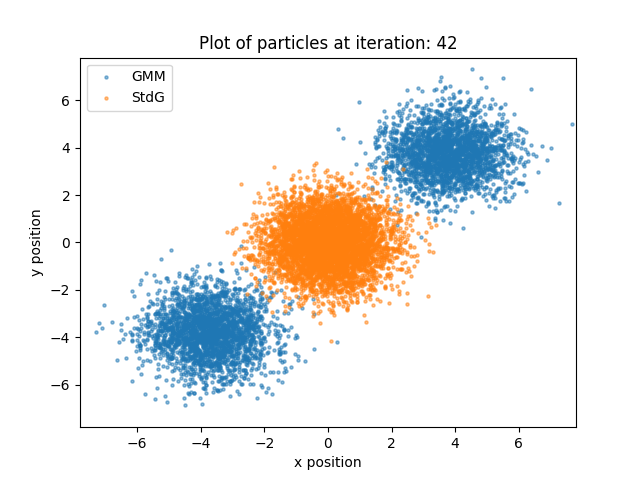 Plot of particles at iteration: 42
GMM
StdG
6
4
2
0
−2
−4
−6
y position
−6 −4 −2 0 2 4 6
x position